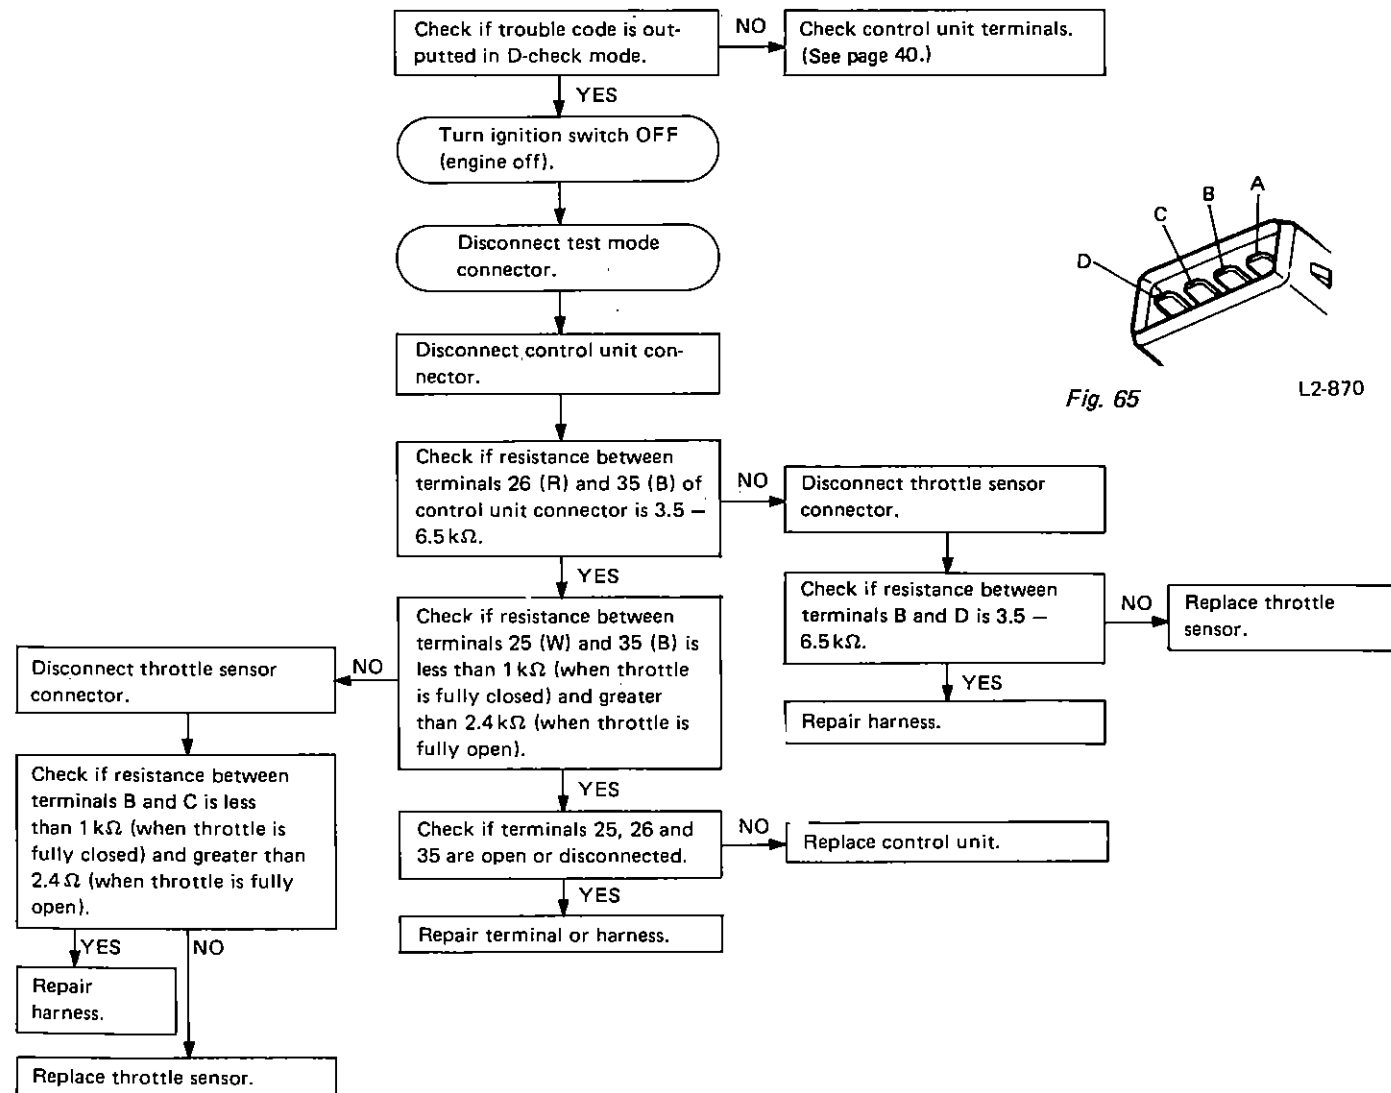 Check if trouble code is out-
putted in D-check mode.
NO
Check control unit terminals.
(See page 40.)
YES
Turn ignition switch OFF
(engine off).
Disconnect test mode
connector.
Disconnect control unit con-
nector.
A
B
C
D
Fig. 65
L2-870
Check if resistance between
terminals 26 (R) and 35 (B) of
control unit connector is 3.5 –
6.5 kΩ.
NO
Disconnect throttle sensor
connector.
YES
Check if resistance between
terminals B and D is 3.5 –
6.5 kΩ.
NO
Replace throttle
sensor.
YES
Repair harness.
Check if resistance between
terminals 25 (W) and 35 (B) is
less than 1 kΩ (when throttle
is fully closed) and greater
than 2.4 kΩ (when throttle is
fully open).
NO
Disconnect throttle sensor
connector.
Check if resistance between
terminals B and C is less
than 1 kΩ (when throttle is
fully closed) and greater than
2.4 Ω (when throttle is fully
open).
YES
NO
Repair
harness.
Replace throttle sensor.
YES
Check if terminals 25, 26 and
35 are open or disconnected.
NO
Replace control unit.
YES
Repair terminal or harness.